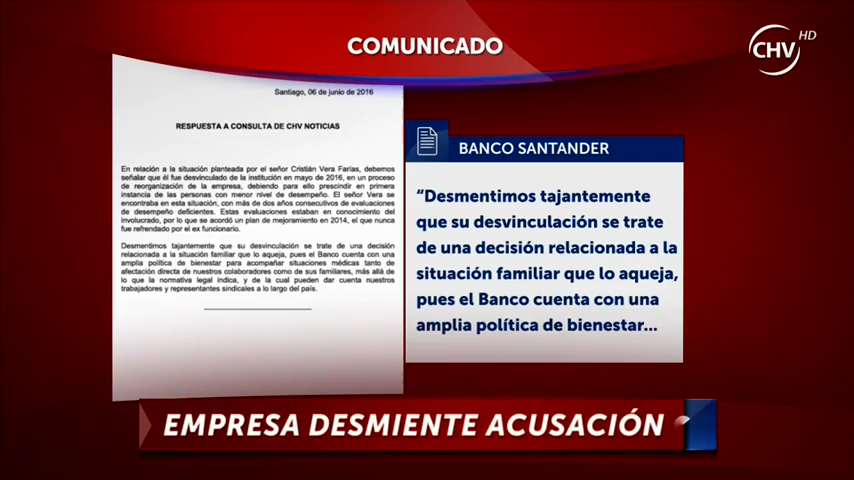 COMUNICADO
CHV HD
Santiago, 06 de junio de 2016
RESPUESTA A CONSULTA DE CHV NOTICIAS
En relación a la situación planteada por el señor Cristián Vera Farías, debemos
señalar que él fue desvinculado de la institución en mayo de 2016, en un proceso
de reorganización de la empresa, debiendo para ello prescindir en primera
instancia de las personas con menor nivel de desempeño. El señor Vera se
encontraba en esta situación, con más de dos años consecutivos de evaluaciones
de desempeño deficientes. Estas evaluaciones estaban en conocimiento del
involucrado, por lo que se acordó un plan de mejoramiento en 2014, el que nunca
fue refrendado por el ex funcionario.
Desmentimos tajantemente que su desvinculación se trate de una decisión
relacionada a la situación familiar que lo aqueja, pues el Banco cuenta con una
amplia política de bienestar para acompañar situaciones médicas tanto de
afectación directa de nuestros colaboradores como de sus familiares, más allá de
lo que la normativa legal indica, y de la cual pueden dar cuenta nuestros
trabajadores y representantes sindicales a lo largo del país.
BANCO SANTANDER
“Desmentimos tajantemente
que su desvinculación se trate
de una decisión relacionada a la
situación familiar que lo aqueja,
pues el Banco cuenta con una
amplia política de bienestar...
EMPRESA DESMIENTE ACUSACIÓN